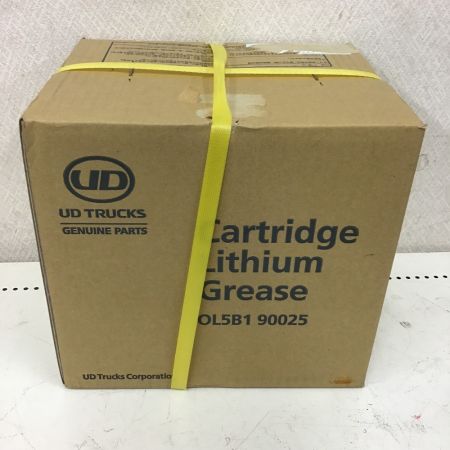 UD
UD TRUCKS
GENUINE PARTS
Cartridge
Lithium
Grease
OL5B1 90025
UD Trucks Corporation